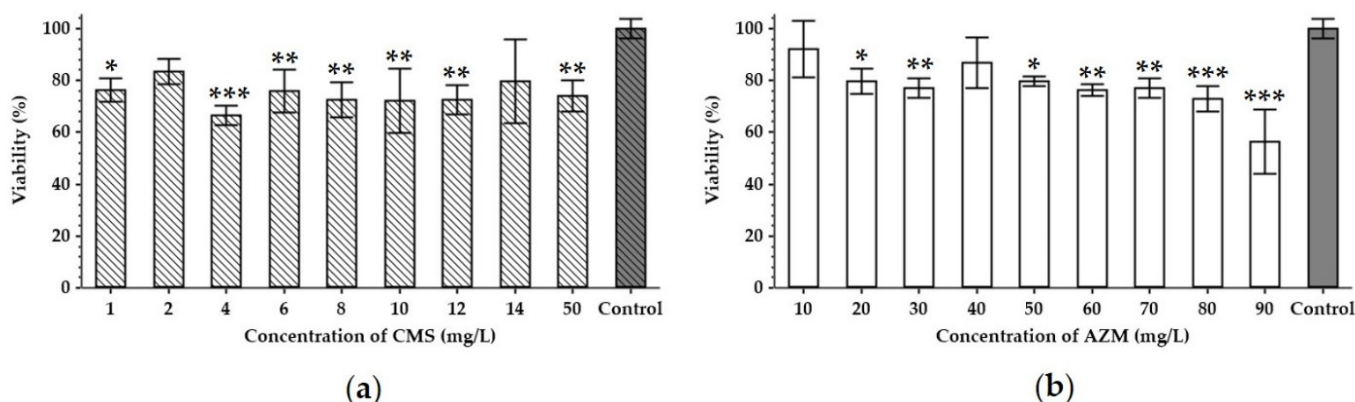 Viability (%)
100
80
60
40
20
0
* ** ** ** ** **
***
1 2 4 6 8 10 12 14 50 Control
Concentration of CMS (mg/L)
(a)
Viability (%)
100
80
60
40
20
0
* ** * ** ** *** ***
10 20 30 40 50 60 70 80 90 Control
Concentration of AZM (mg/L)
(b)